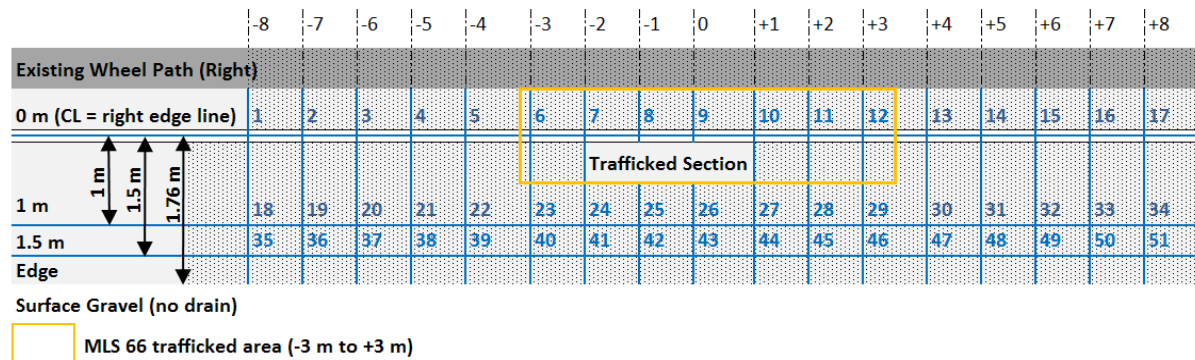 -8 -7 -6 -5 -4 -3 -2 -1 0 +1 +2 +3 +4 +5 +6 +7 +8
Existing Wheel Path (Right)
0 m (CL = right edge line) 1 2 3 4 5 6 7 8 9 10 11 12 13 14 15 16 17
Trafficked Section
1 m 1.5 m 1.76 m
1 m 18 19 20 21 22 23 24 25 26 27 28 29 30 31 32 33 34
1.5 m 35 36 37 38 39 40 41 42 43 44 45 46 47 48 49 50 51
Edge
Surface Gravel (no drain)
MLS 66 trafficked area (-3 m to +3 m)